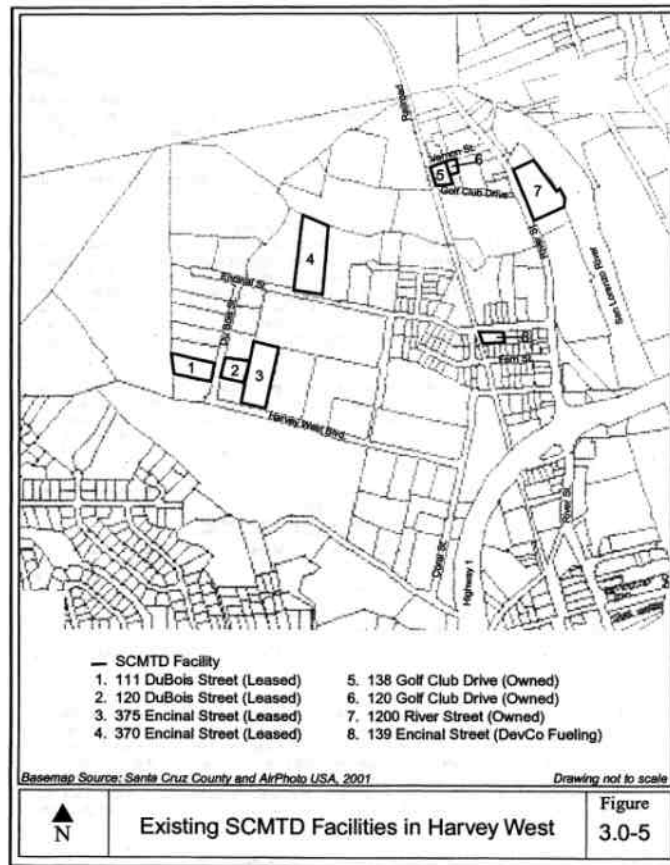 Railroad
Vernon St.
6
5
Golf Club Drive
7
River St.
San Lorenzo River
4
Encinal St.
Du Bois St.
8
Fern St.
1
2
3
Harvey West Blvd
Coral St.
Highway 1
River St.
SCMTD Facility
1. 111 DuBois Street (Leased)
2. 120 DuBois Street (Leased)
3. 375 Encinal Street (Leased)
4. 370 Encinal Street (Leased)
5. 138 Golf Club Drive (Owned)
6. 120 Golf Club Drive (Owned)
7. 1200 River Street (Owned)
8. 139 Encinal Street (DevCo Fueling)
Basemap Source: Santa Cruz County and AirPhoto USA, 2001
Drawing not to scale
N
Existing SCMTD Facilities in Harvey West
Figure
3.0-5